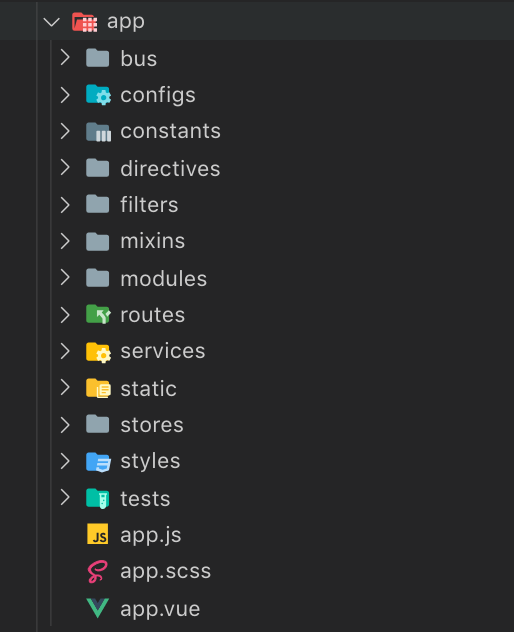 app
bus
configs
constants
directives
filters
mixins
modules
routes
services
static
stores
styles
tests
JS app.js
app.scss
app.vue